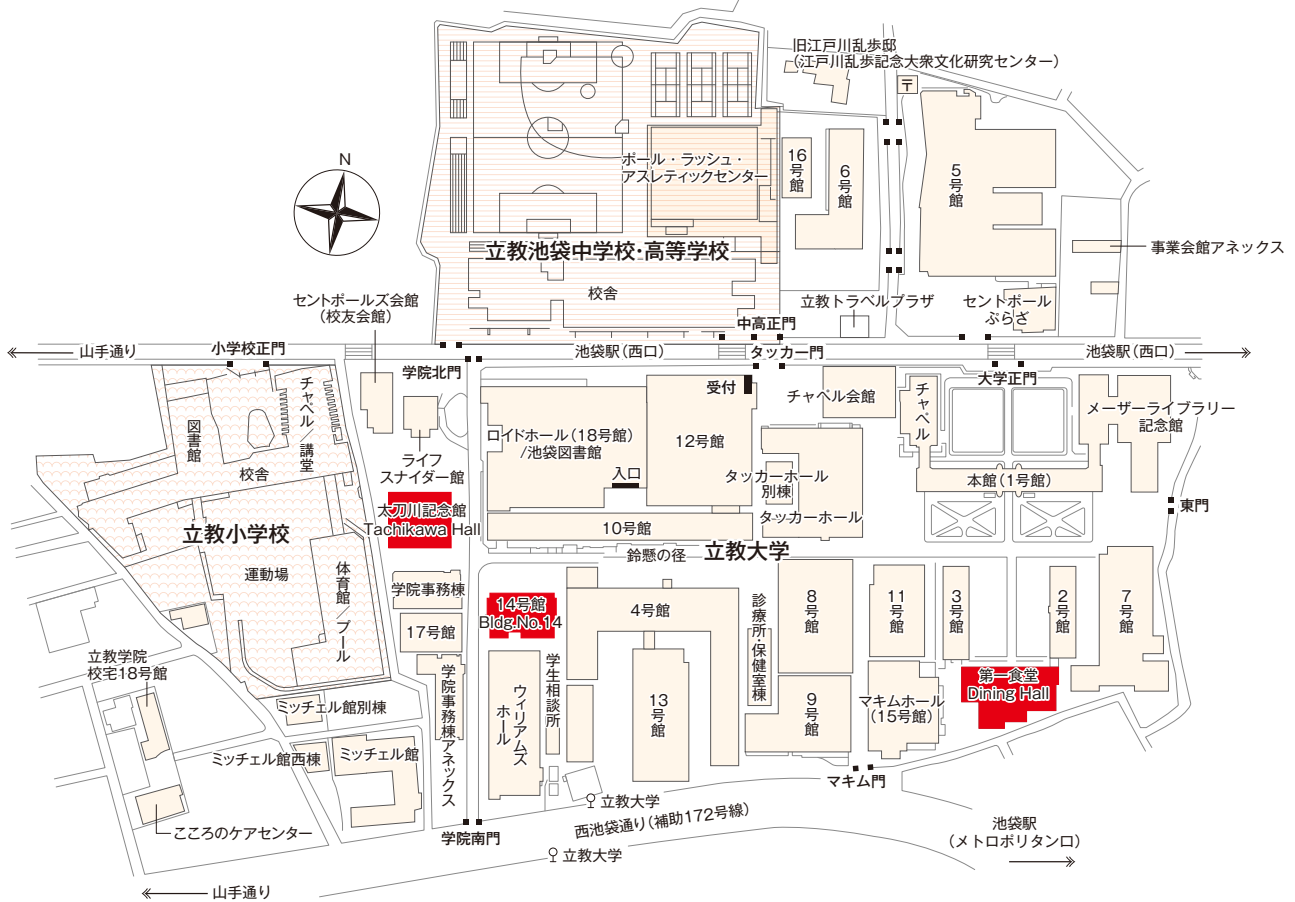 旧江戸川乱歩邸
(江戸川乱歩記念大衆文化研究センター)
〒
N
ポール・ラッシュ・
アスレティックセンター
16号館
6号館
5号館
立教池袋中学校・高等学校
事業会館アネックス
校舎
セントポールズ会館
(校友会館)
立教トラベルプラザ
セントポール
ぷらざ
中高正門
山手通り
小学校正門
池袋駅(西口)
タッカー門
池袋駅(西口)
学院北門
受付
大学正門
チャペル/講堂
チャペル会館
チャペル
メーザーライブラリー
記念館
図書館
ロイドホール(18号館)
/池袋図書館
12号館
校舎
ライフ
スナイダー館
入口
タッカーホール
別棟
本館(1号館)
太刀川記念館
Tachikawa Hall
東門
立教小学校
10号館
タッカーホール
鈴懸の径
立教大学
運動場
体育館/プール
学院事務棟
14号館
Bldg.No.14
4号館
診療所・保健室棟
8号館
11号館
3号館
2号館
7号館
17号館
立教学院
校宅18号館
学院事務棟アネックス
ウィリアムズ
ホール
学生相談所
13号館
9号館
マキムホール
(15号館)
第一食堂
Dining Hall
ミッチェル館別棟
ミッチェル館西棟
ミッチェル館
マキム門
立教大学
こころのケアセンター
学院南門
西池袋通り(補助172号線)
池袋駅
(メトロポリタン口)
立教大学
山手通り